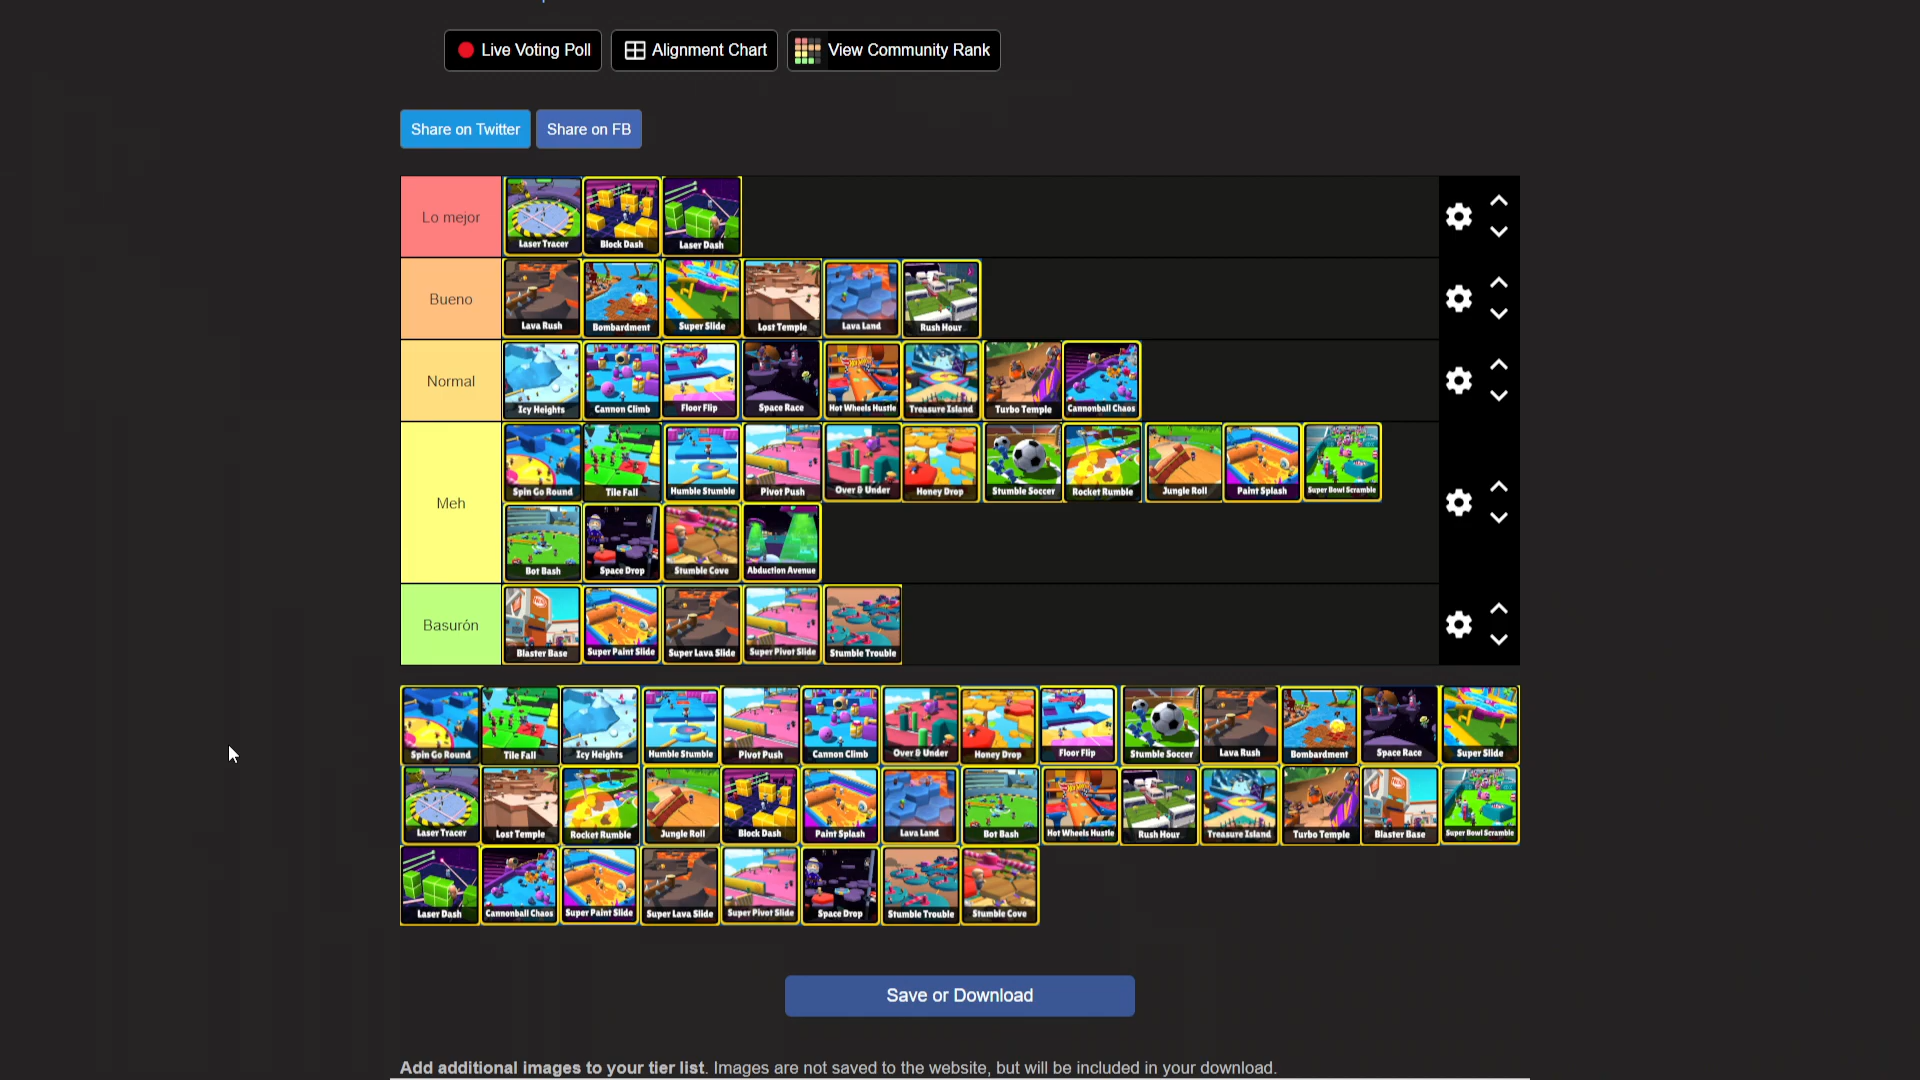 Live Voting Poll Alignment Chart View Community Rank
Share on Twitter Share on FB
Lo mejor
Laser Tracer Block Dash Laser Dash
Bueno
Lava Rush Bombardment Super Slide Lost Temple Lava Land Rush Hour
Normal
Icy Heights Cannon Climb Floor Flip Space Race Hot Wheels Hustle Treasure Island Turbo Temple Cannonball Chaos
Meh
Spin Go Round Tile Fall Humble Stumble Pivot Push Over & Under Honey Drop Stumble Soccer Rocket Rumble Jungle Roll Paint Splash Super Bowl Scramble
Bot Bash Space Drop Stumble Cove Abduction Avenue
Basurón
Blaster Base Super Paint Slide Super Lava Slide Super Pivot Slide Stumble Trouble
Spin Go Round Tile Fall Icy Heights Humble Stumble Pivot Push Cannon Climb Over & Under Honey Drop Floor Flip Stumble Soccer Lava Rush Bombardment Space Race Super Slide
Laser Tracer Lost Temple Rocket Rumble Jungle Roll Block Dash Paint Splash Lava Land Bot Bash Hot Wheels Hustle Rush Hour Treasure Island Turbo Temple Blaster Base Super Bowl Scramble
Laser Dash Cannonball Chaos Super Paint Slide Super Lava Slide Super Pivot Slide Space Drop Stumble Trouble Stumble Cove
Save or Download
Add additional images to your tier list. Images are not saved to the website, but will be included in your download.